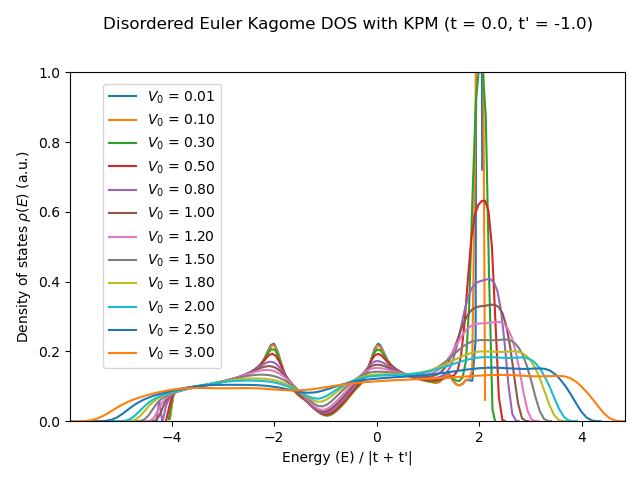 Disordered Euler Kagome DOS with KPM (t = 0.0, t' = -1.0)
Density of states ρ(E) (a.u.)
1.0
0.8
0.6
0.4
0.2
0.0
V₀ = 0.01
V₀ = 0.10
V₀ = 0.30
V₀ = 0.50
V₀ = 0.80
V₀ = 1.00
V₀ = 1.20
V₀ = 1.50
V₀ = 1.80
V₀ = 2.00
V₀ = 2.50
V₀ = 3.00
−4 −2 0 2 4
Energy (E) / |t + t'|